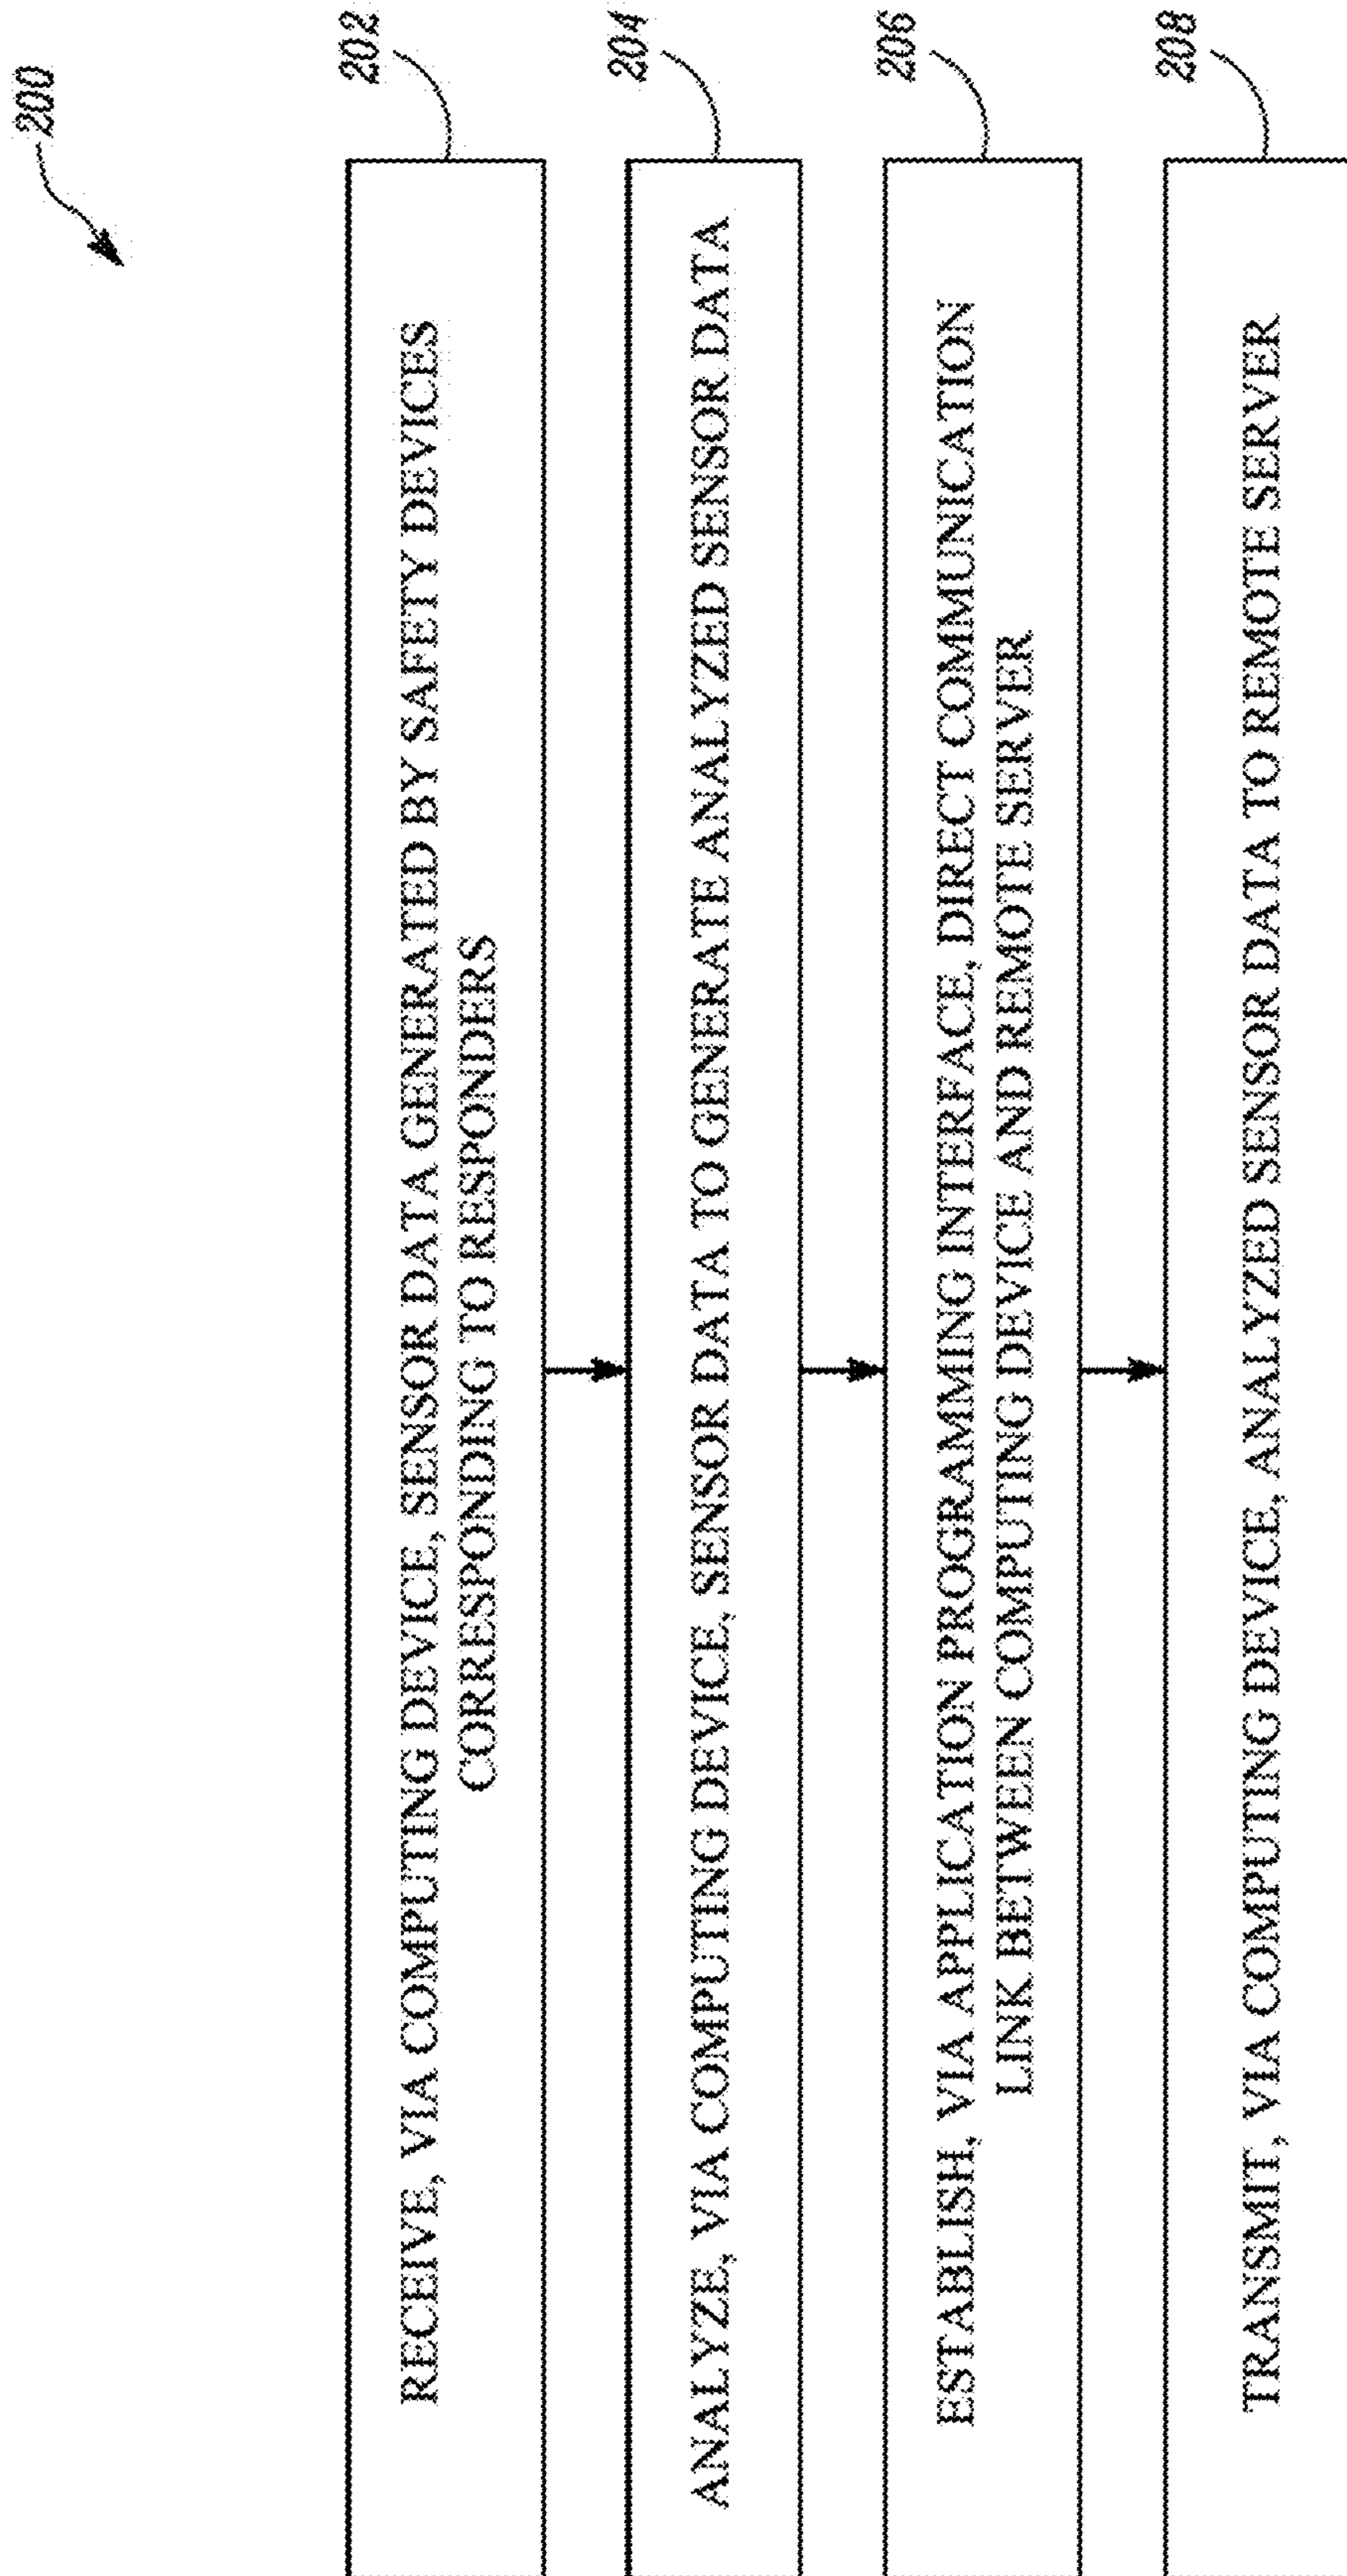 200
202
RECEIVE, VIA COMPUTING DEVICE, SENSOR DATA GENERATED BY SAFETY DEVICES
CORRESPONDING TO RESPONDERS
204
ANALYZE, VIA COMPUTING DEVICE, SENSOR DATA TO GENERATE ANALYZED SENSOR DATA
206
ESTABLISH, VIA APPLICATION PROGRAMMING INTERFACE, DIRECT COMMUNICATION
LINK BETWEEN COMPUTING DEVICE AND REMOTE SERVER
208
TRANSMIT, VIA COMPUTING DEVICE, ANALYZED SENSOR DATA TO REMOTE SERVER